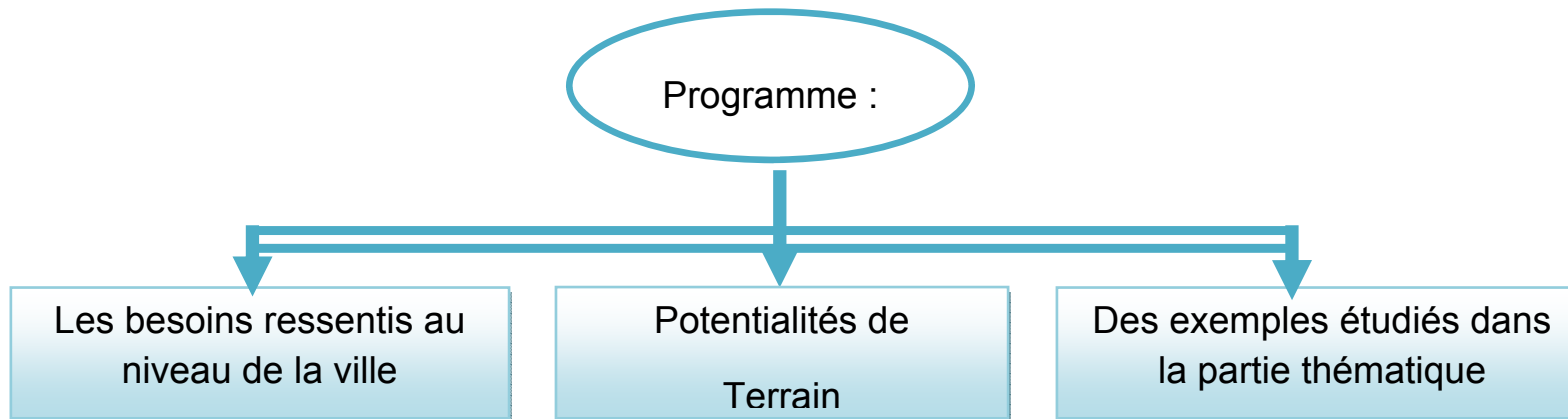 Programme :
Les besoins ressentis au
niveau de la ville
Potentialités de
Terrain
Des exemples étudiés dans
la partie thématique